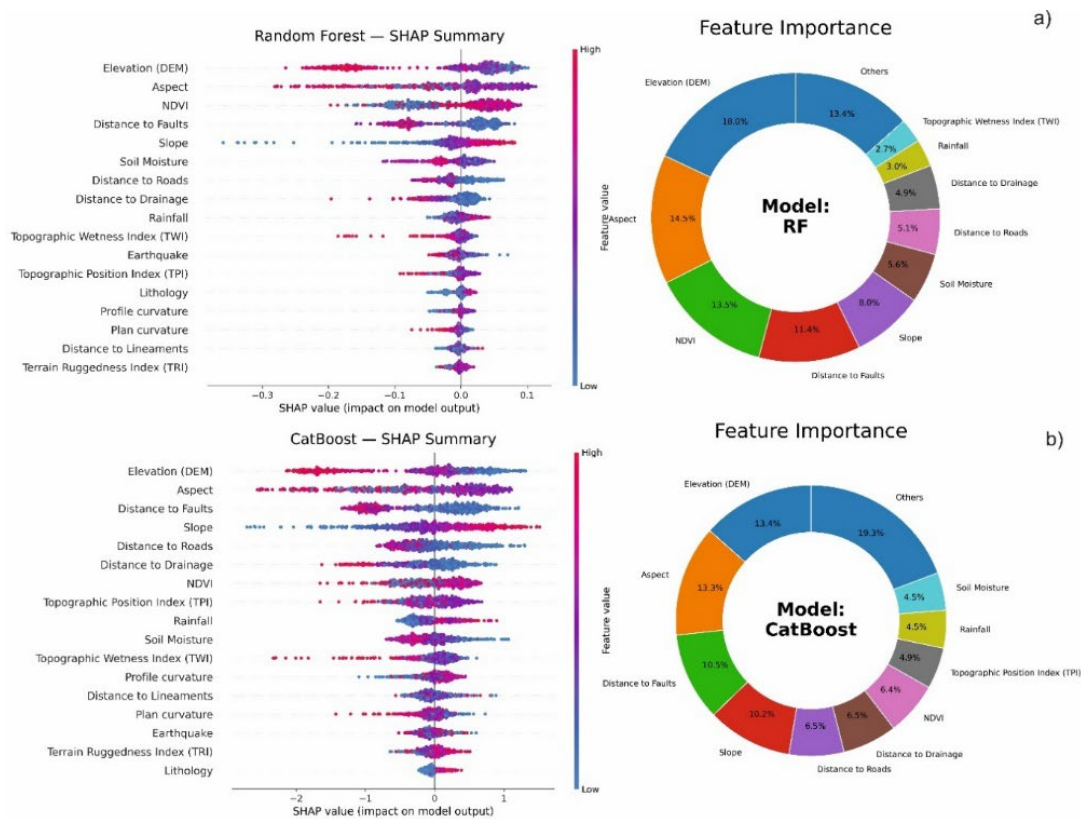 a)
Random Forest — SHAP Summary
Elevation (DEM)
Aspect
NDVI
Distance to Faults
Slope
Soil Moisture
Distance to Roads
Distance to Drainage
Rainfall
Topographic Wetness Index (TWI)
Earthquake
Topographic Position Index (TPI)
Lithology
Profile curvature
Plan curvature
Distance to Lineaments
Terrain Ruggedness Index (TRI)
−0.3
−0.2
−0.1
0.0
0.1
SHAP value (impact on model output)
High
Feature value
Low
Feature Importance
Others
13.4%
Elevation (DEM)
18.0%
Topographic Wetness Index (TWI)
2.7%
Rainfall
3.0%
Distance to Drainage
4.9%
Aspect
14.5%
Model:
RF
Distance to Roads
5.1%
Soil Moisture
5.6%
Slope
8.0%
NDVI
13.5%
Distance to Faults
11.4%
b)
CatBoost — SHAP Summary
Elevation (DEM)
Aspect
Distance to Faults
Slope
Distance to Roads
Distance to Drainage
NDVI
Topographic Position Index (TPI)
Rainfall
Soil Moisture
Topographic Wetness Index (TWI)
Profile curvature
Distance to Lineaments
Plan curvature
Earthquake
Terrain Ruggedness Index (TRI)
Lithology
−2
−1
0
1
SHAP value (impact on model output)
High
Feature value
Low
Feature Importance
Elevation (DEM)
13.4%
Others
19.3%
Aspect
13.3%
Soil Moisture
4.5%
Rainfall
4.5%
Model:
CatBoost
Topographic Position Index (TPI)
4.9%
Distance to Faults
10.5%
NDVI
6.4%
Slope
10.2%
Distance to Drainage
6.5%
Distance to Roads
6.5%